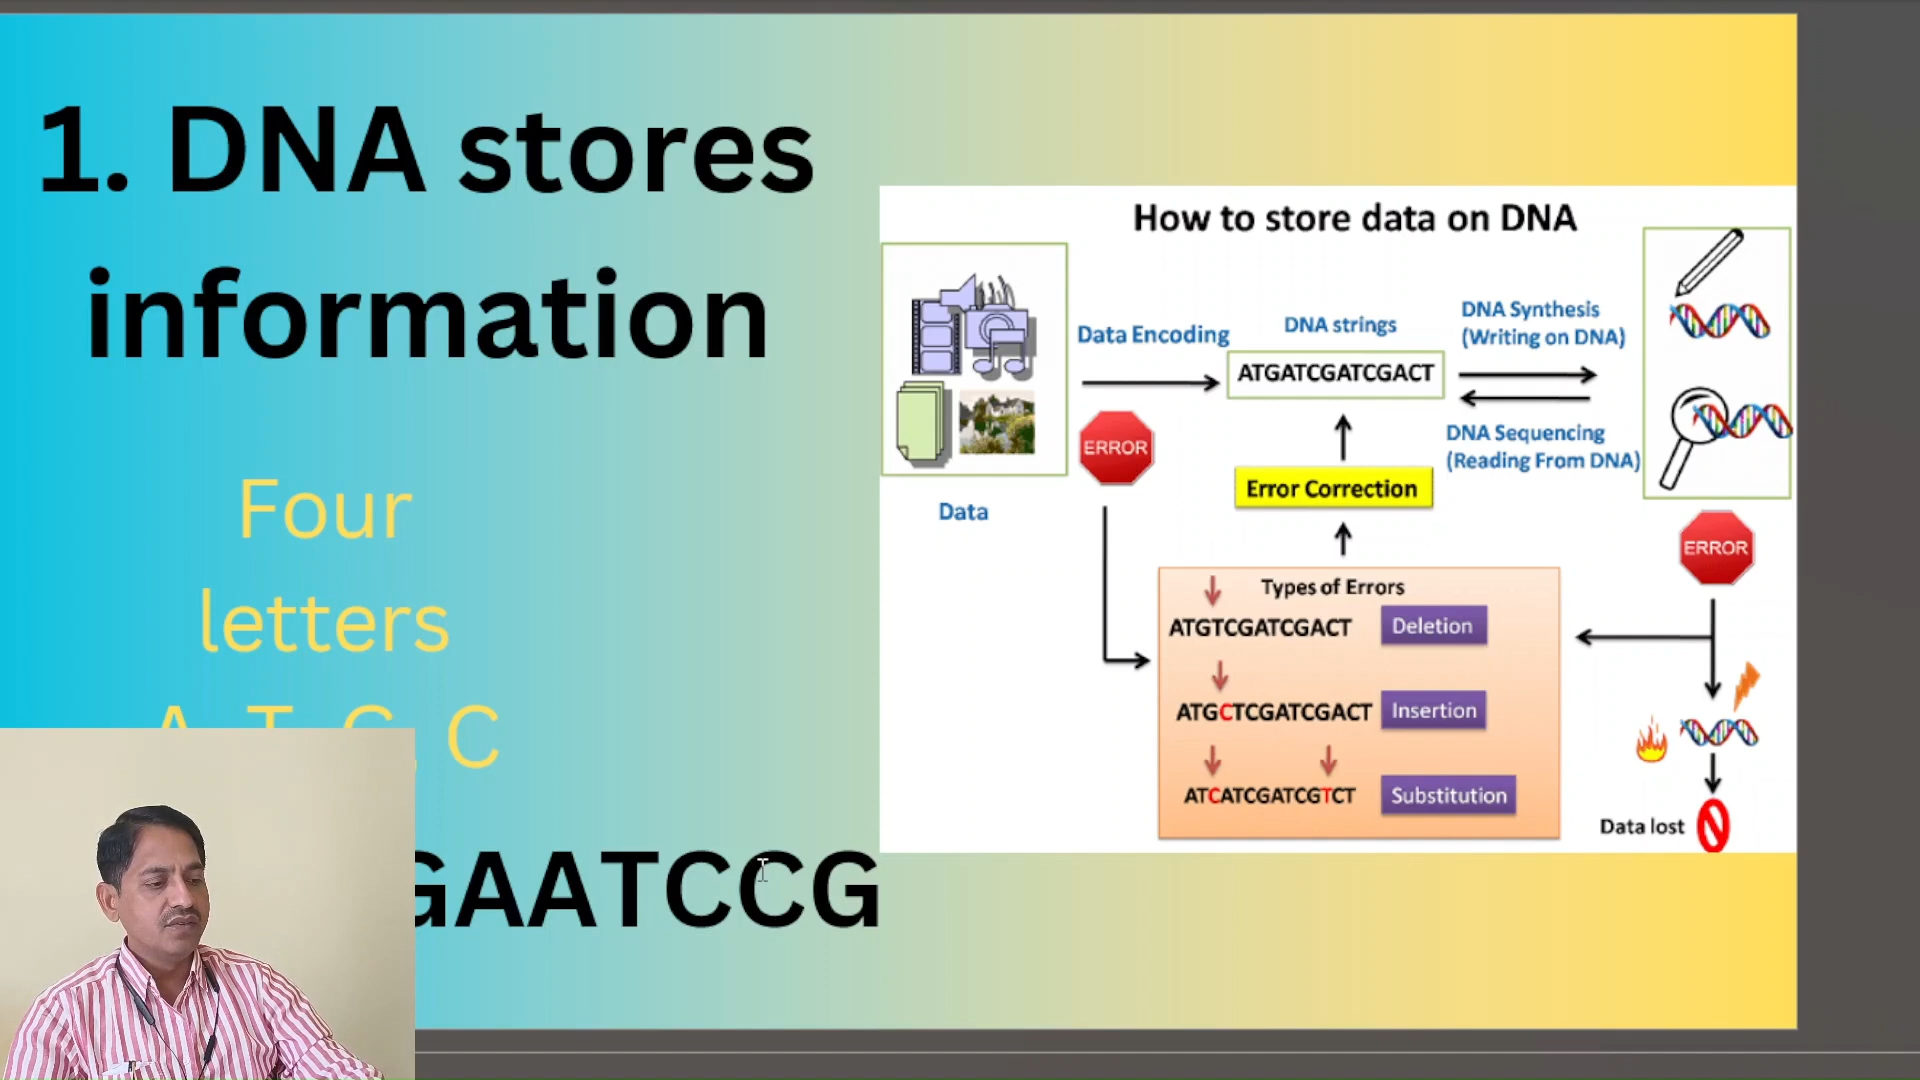 1. DNA stores
information
Four
letters
C
GAATCCG
How to store data on DNA
Data Encoding
DNA strings
ATGATCGATCGACT
DNA Synthesis
(Writing on DNA)
DNA Sequencing
(Reading From DNA)
ERROR
Data
Error Correction
ERROR
Types of Errors
ATGTCGATCGACT Deletion
ATGCTCGATCGACT Insertion
ATCATCGATCGTCT Substitution
Data lost